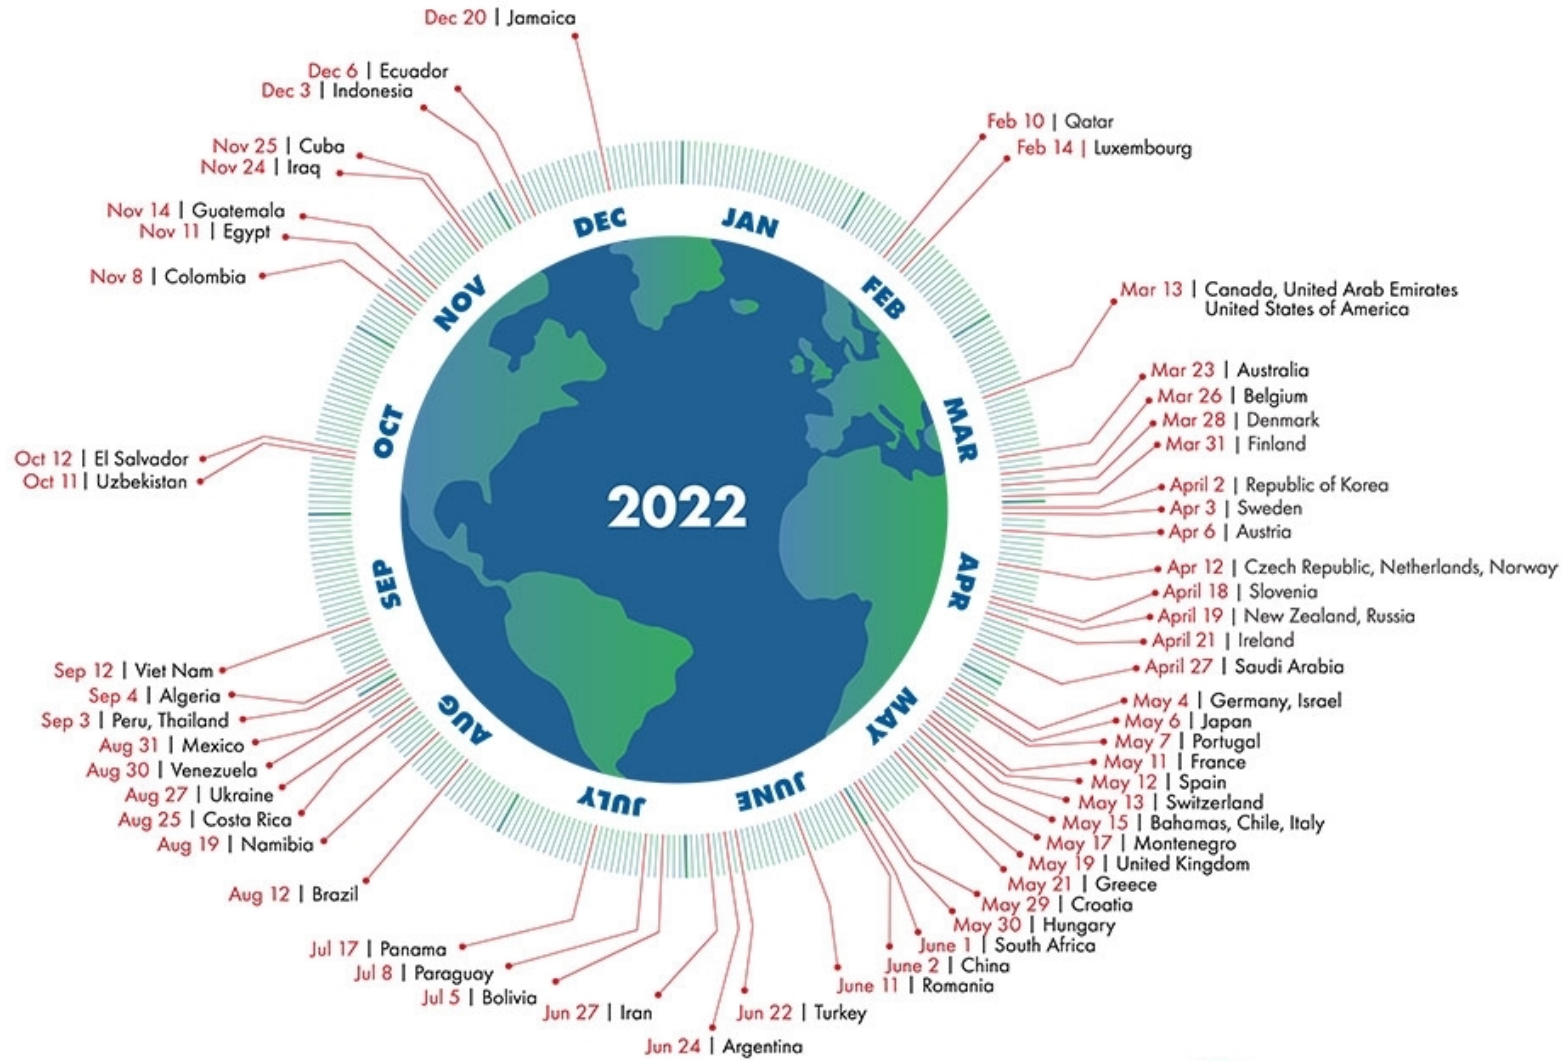 Dec 20 | Jamaica
Dec 6 | Ecuador
Dec 3 | Indonesia
Nov 25 | Cuba
Nov 24 | Iraq
Nov 14 | Guatemala
Nov 11 | Egypt
Nov 8 | Colombia
Oct 12 | El Salvador
Oct 11 | Uzbekistan
Sep 12 | Viet Nam
Sep 4 | Algeria
Sep 3 | Peru, Thailand
Aug 31 | Mexico
Aug 30 | Venezuela
Aug 27 | Ukraine
Aug 25 | Costa Rica
Aug 19 | Namibia
Aug 12 | Brazil
Jul 17 | Panama
Jul 8 | Paraguay
Jul 5 | Bolivia
Jun 27 | Iran
Jun 24 | Argentina
Jun 22 | Turkey
Feb 10 | Qatar
Feb 14 | Luxembourg
Mar 13 | Canada, United Arab Emirates
United States of America
Mar 23 | Australia
Mar 26 | Belgium
Mar 28 | Denmark
Mar 31 | Finland
April 2 | Republic of Korea
Apr 3 | Sweden
Apr 6 | Austria
Apr 12 | Czech Republic, Netherlands, Norway
April 18 | Slovenia
April 19 | New Zealand, Russia
April 21 | Ireland
April 27 | Saudi Arabia
May 4 | Germany, Israel
May 6 | Japan
May 7 | Portugal
May 11 | France
May 12 | Spain
May 13 | Switzerland
May 15 | Bahamas, Chile, Italy
May 17 | Montenegro
May 19 | United Kingdom
May 21 | Greece
May 29 | Croatia
May 30 | Hungary
June 1 | South Africa
June 2 | China
June 11 | Romania
JAN
FEB
MAR
APR
MAY
JUNE
JULY
AUG
SEP
OCT
NOV
DEC
2022